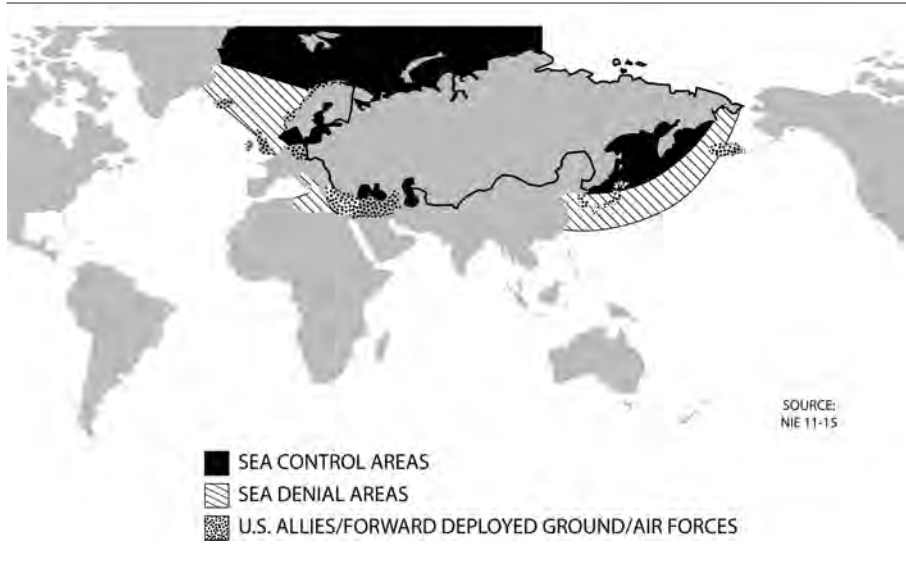 SOURCE:
NIE 11-15
SEA CONTROL AREAS
SEA DENIAL AREAS
U.S. ALLIES/FORWARD DEPLOYED GROUND/AIR FORCES